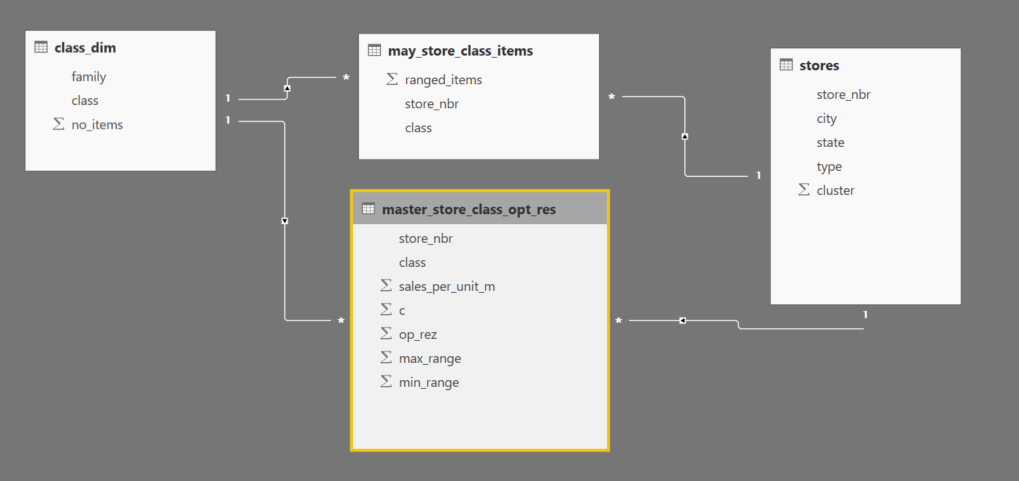 class_dim
family
class
Σ no_items
1
1
*
*
may_store_class_items
Σ ranged_items
store_nbr
class
*
1
stores
store_nbr
city
state
type
Σ cluster
1
*
master_store_class_opt_res
store_nbr
class
Σ sales_per_unit_m
Σ c
Σ op_rez
Σ max_range
Σ min_range